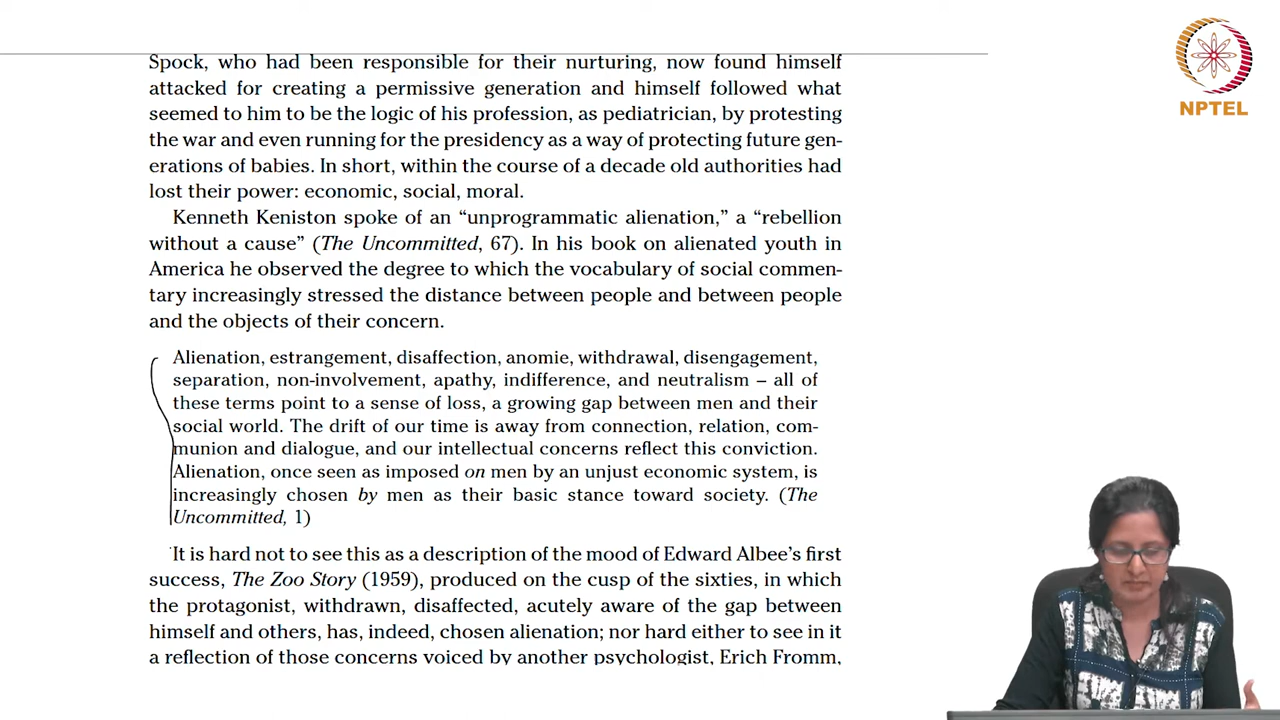 Spock, who had been responsible for their nurturing, now found himself
attacked for creating a permissive generation and himself followed what
seemed to him to be the logic of his profession, as pediatrician, by protesting
the war and even running for the presidency as a way of protecting future gen-
erations of babies. In short, within the course of a decade old authorities had
lost their power: economic, social, moral.
Kenneth Keniston spoke of an “unprogrammatic alienation,” a “rebellion
without a cause” (The Uncommitted, 67). In his book on alienated youth in
America he observed the degree to which the vocabulary of social commen-
tary increasingly stressed the distance between people and between people
and the objects of their concern.
Alienation, estrangement, disaffection, anomie, withdrawal, disengagement,
separation, non-involvement, apathy, indifference, and neutralism – all of
these terms point to a sense of loss, a growing gap between men and their
social world. The drift of our time is away from connection, relation, com-
munion and dialogue, and our intellectual concerns reflect this conviction.
Alienation, once seen as imposed on men by an unjust economic system, is
increasingly chosen by men as their basic stance toward society. (The
Uncommitted, 1)
It is hard not to see this as a description of the mood of Edward Albee’s first
success, The Zoo Story (1959), produced on the cusp of the sixties, in which
the protagonist, withdrawn, disaffected, acutely aware of the gap between
himself and others, has, indeed, chosen alienation; nor hard either to see in it
a reflection of those concerns voiced by another psychologist, Erich Fromm,
NPTEL